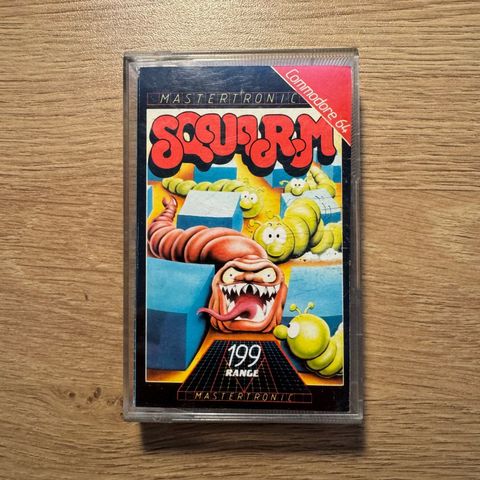 MASTERTRONIC
Commodore 64
SQUIRM
199
RANGE
MASTERTRONIC